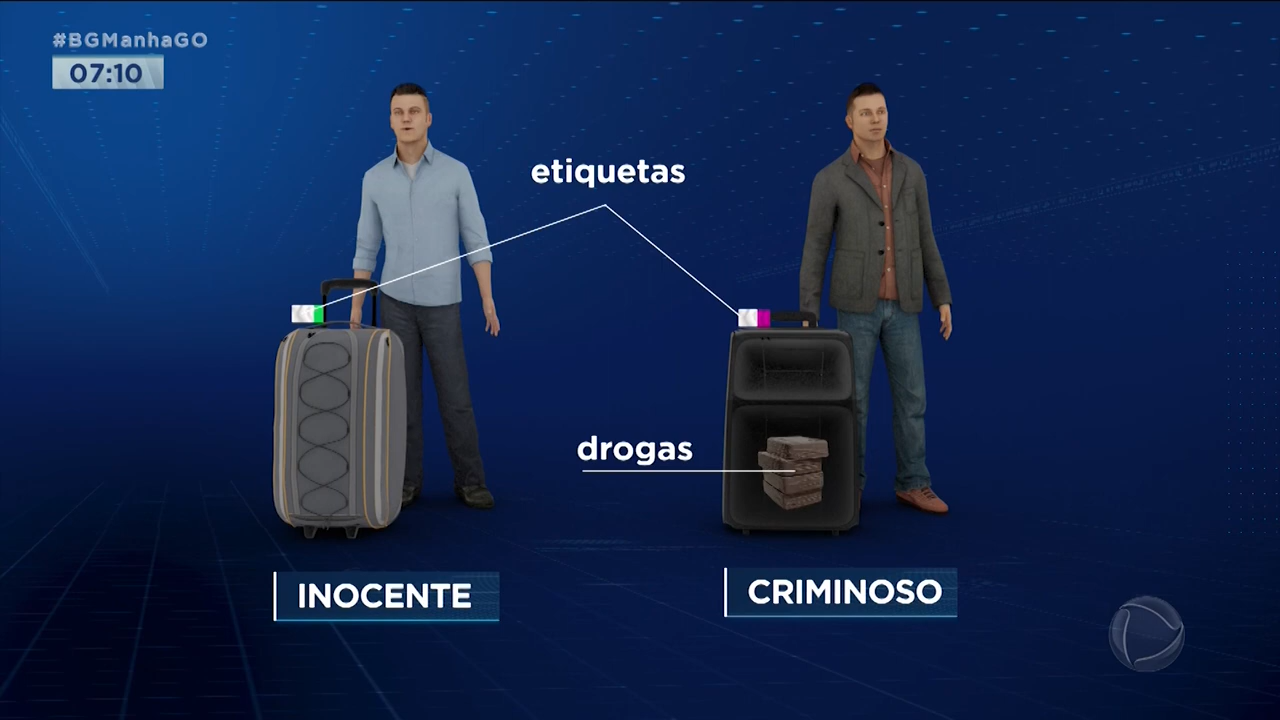 #BGManhaGO
07:10
etiquetas
drogas
INOCENTE
CRIMINOSO